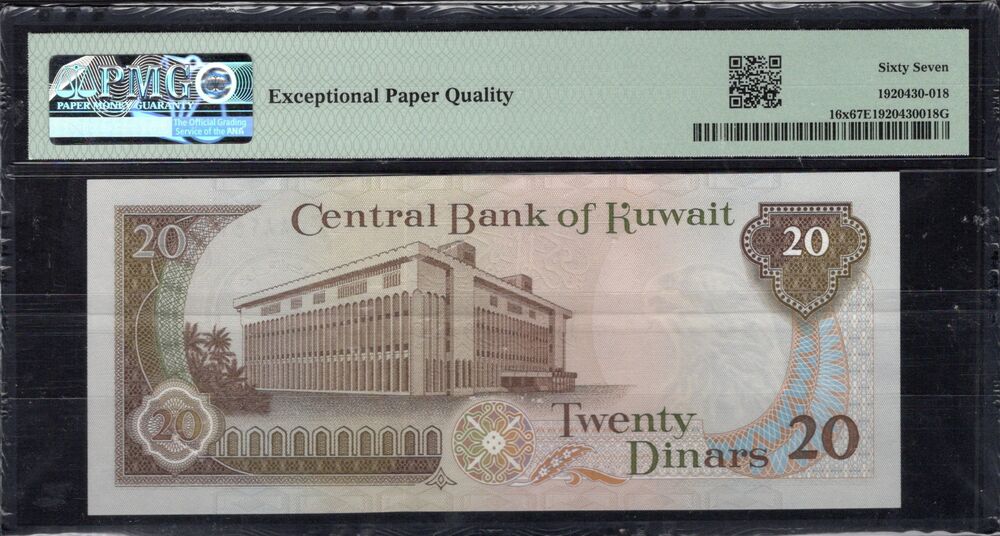 PMG
PAPER MONEY GUARANTY
The Official Grading
Service of the ANA
Exceptional Paper Quality
Sixty Seven
1920430-018
16x67E1920430018G
Central Bank of Kuwait
20
20
20
Twenty
Dinars 20